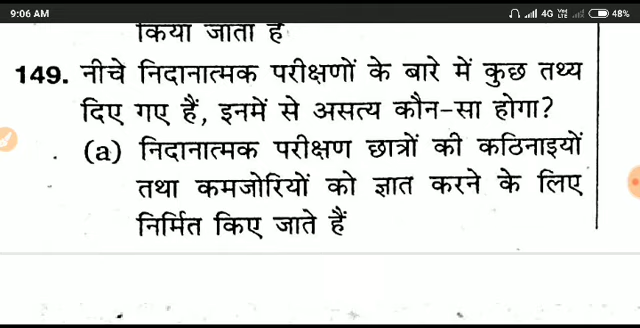 9:06 AM 4G VoLTE 48%
किया जाता है
149. नीचे निदानात्मक परीक्षणों के बारे में कुछ तथ्य
दिए गए हैं, इनमें से असत्य कौन-सा होगा?
(a) निदानात्मक परीक्षण छात्रों की कठिनाइयों
तथा कमजोरियों को ज्ञात करने के लिए
निर्मित किए जाते हैं